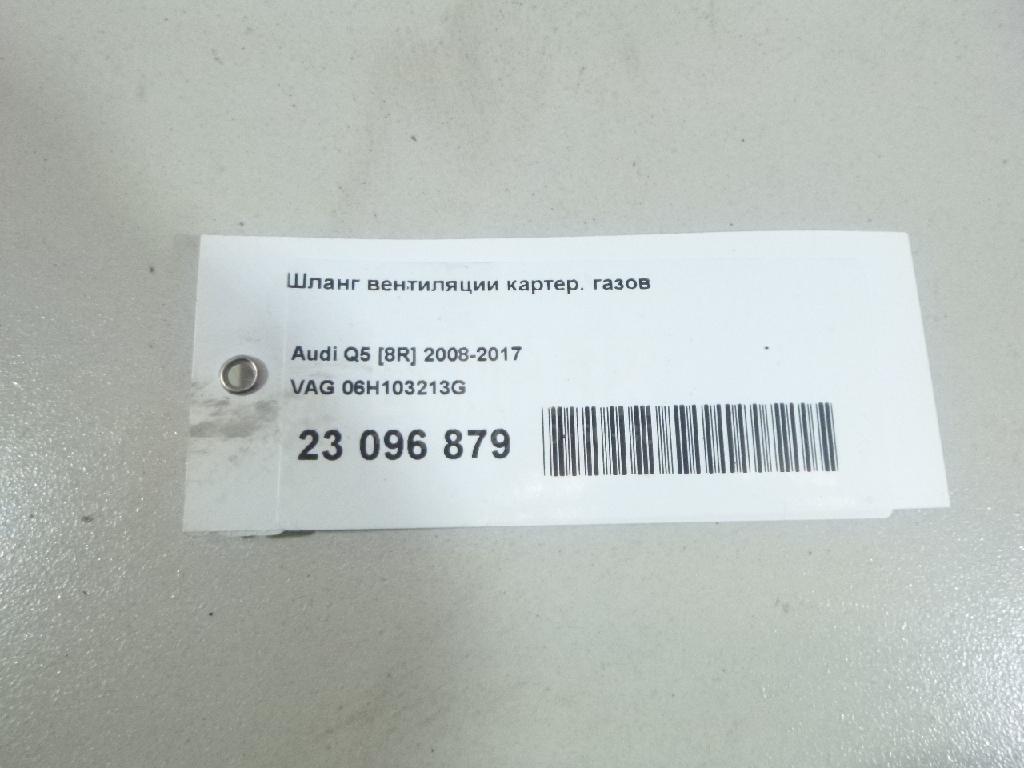 Шланг вентиляции картер. газов
Audi Q5 [8R] 2008-2017
VAG 06H103213G
23 096 879